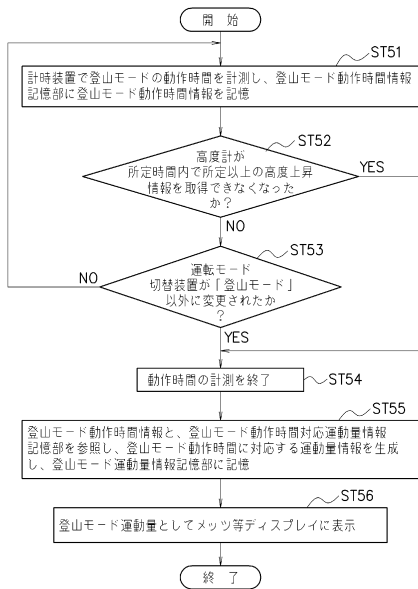 開始
ST51
計時装置で登山モードの動作時間を計測し、登山モード動作時間情報
記憶部に登山モード動作時間情報を記憶
ST52
高度計が
所定時間内で所定以上の高度上昇
情報を取得できなくなった
か?
YES
NO
ST53
運転モード
切替装置が「登山モード」
以外に変更されたか
?
NO
YES
動作時間の計測を終了
ST54
ST55
登山モード動作時間情報と、登山モード動作時間対応運動量情報
記憶部を参照し、登山モード動作時間に対応する運動量情報を生成
し、登山モード運動量情報記憶部に記憶
ST56
登山モード運動量としてメッツ等ディスプレイに表示
終了